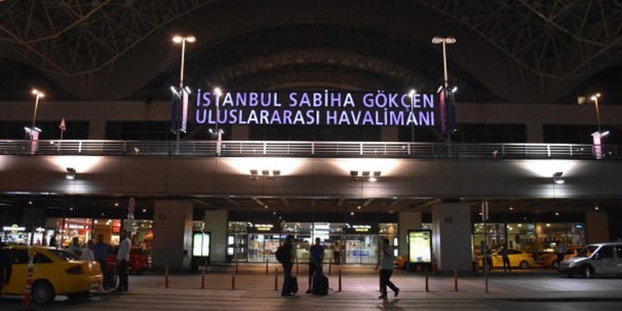 İSTANBUL SABİHA GÖKÇEN
ULUSLARARASI HAVALİMANI